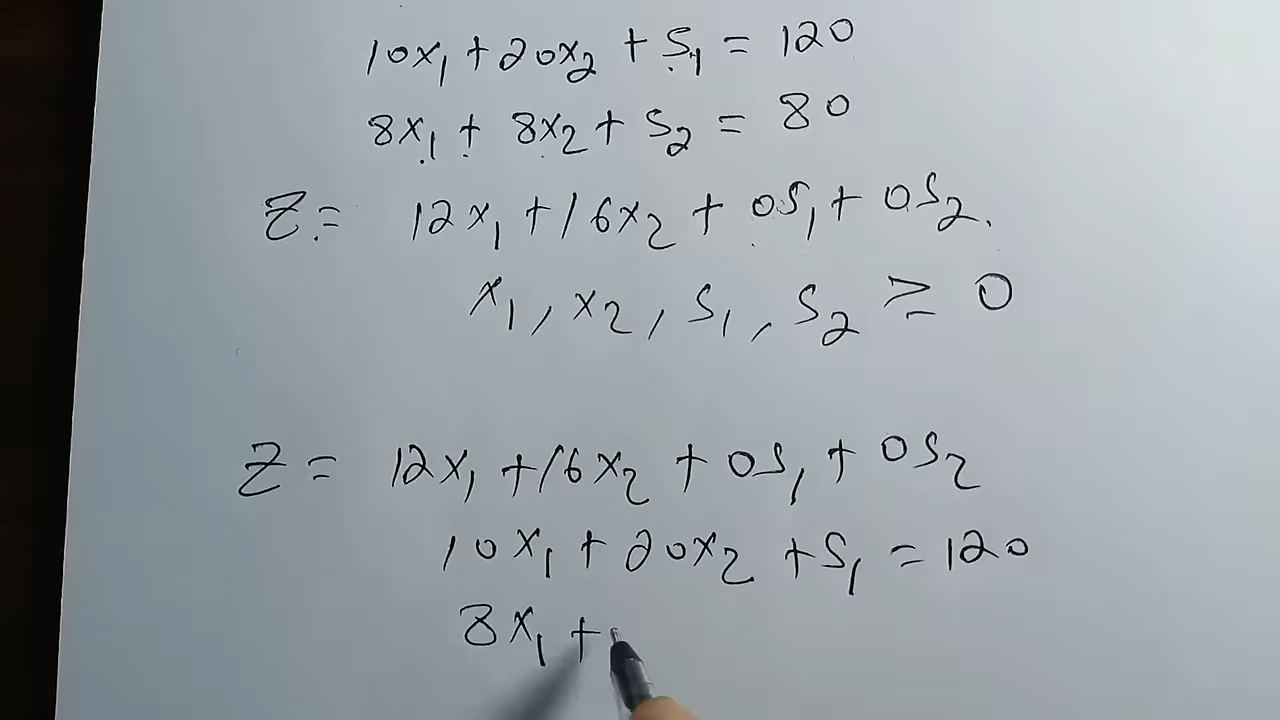 10x₁ + 20x₂ + S₁ = 120
8x₁ + 8x₂ + S₂ = 80
Z = 12x₁ + 16x₂ + 0S₁ + 0S₂.
x₁, x₂, S₁, S₂ ≥ 0
Z = 12x₁ + 16x₂ + 0S₁ + 0S₂
10x₁ + 20x₂ + S₁ = 120
8x₁ +